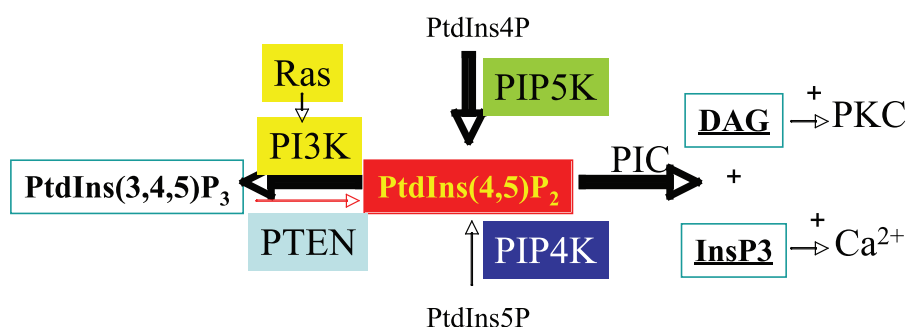 PtdIns4P
Ras
PIP5K
PI3K
DAG
+
PKC
PIC
+
PtdIns(3,4,5)P₃
PtdIns(4,5)P₂
PTEN
PIP4K
InsP3
+
Ca²⁺
PtdIns5P